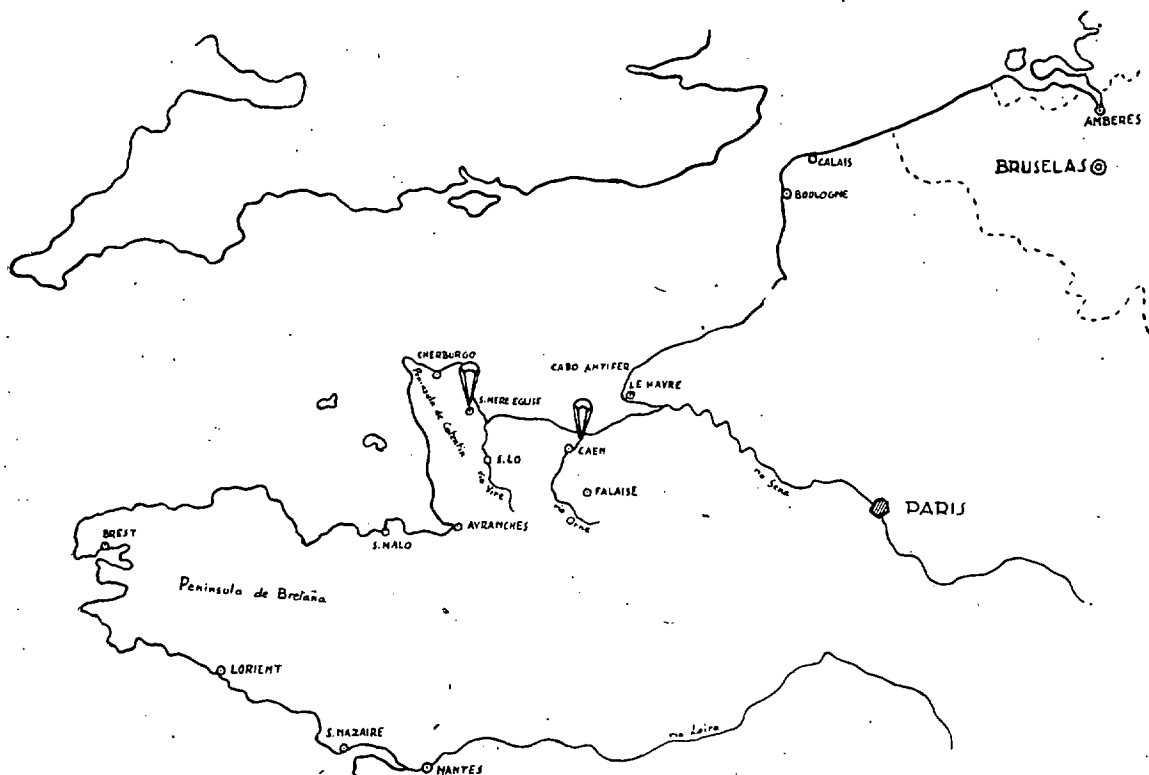 AMBERES
BRUSELAS
CALAIS
BOULOGNE
CHERBURGO
CABO ANTIFER
LE HAVRE
S. MERE EGLISE
Peninsula de Cotentin
CAEN
S. LO
rio Vire
FALAISE
rio Orne
rio Sena
PARIS
AVRANCHES
S. MALO
BREST
Peninsula de Bretaña
LORIENT
S. NAZAIRE
rio Loira
NANTES